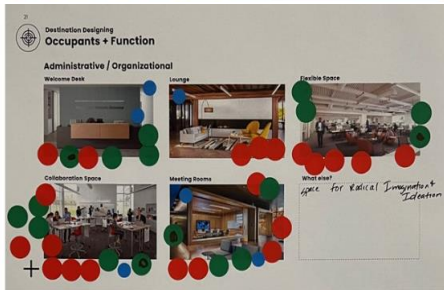 21
Destination Designing
Occupants + Function
Administrative / Organizational
Welcome Desk
Lounge
Flexible Space
Collaboration Space
Meeting Rooms
What else?
Space for Radical Imagination &
Ideation